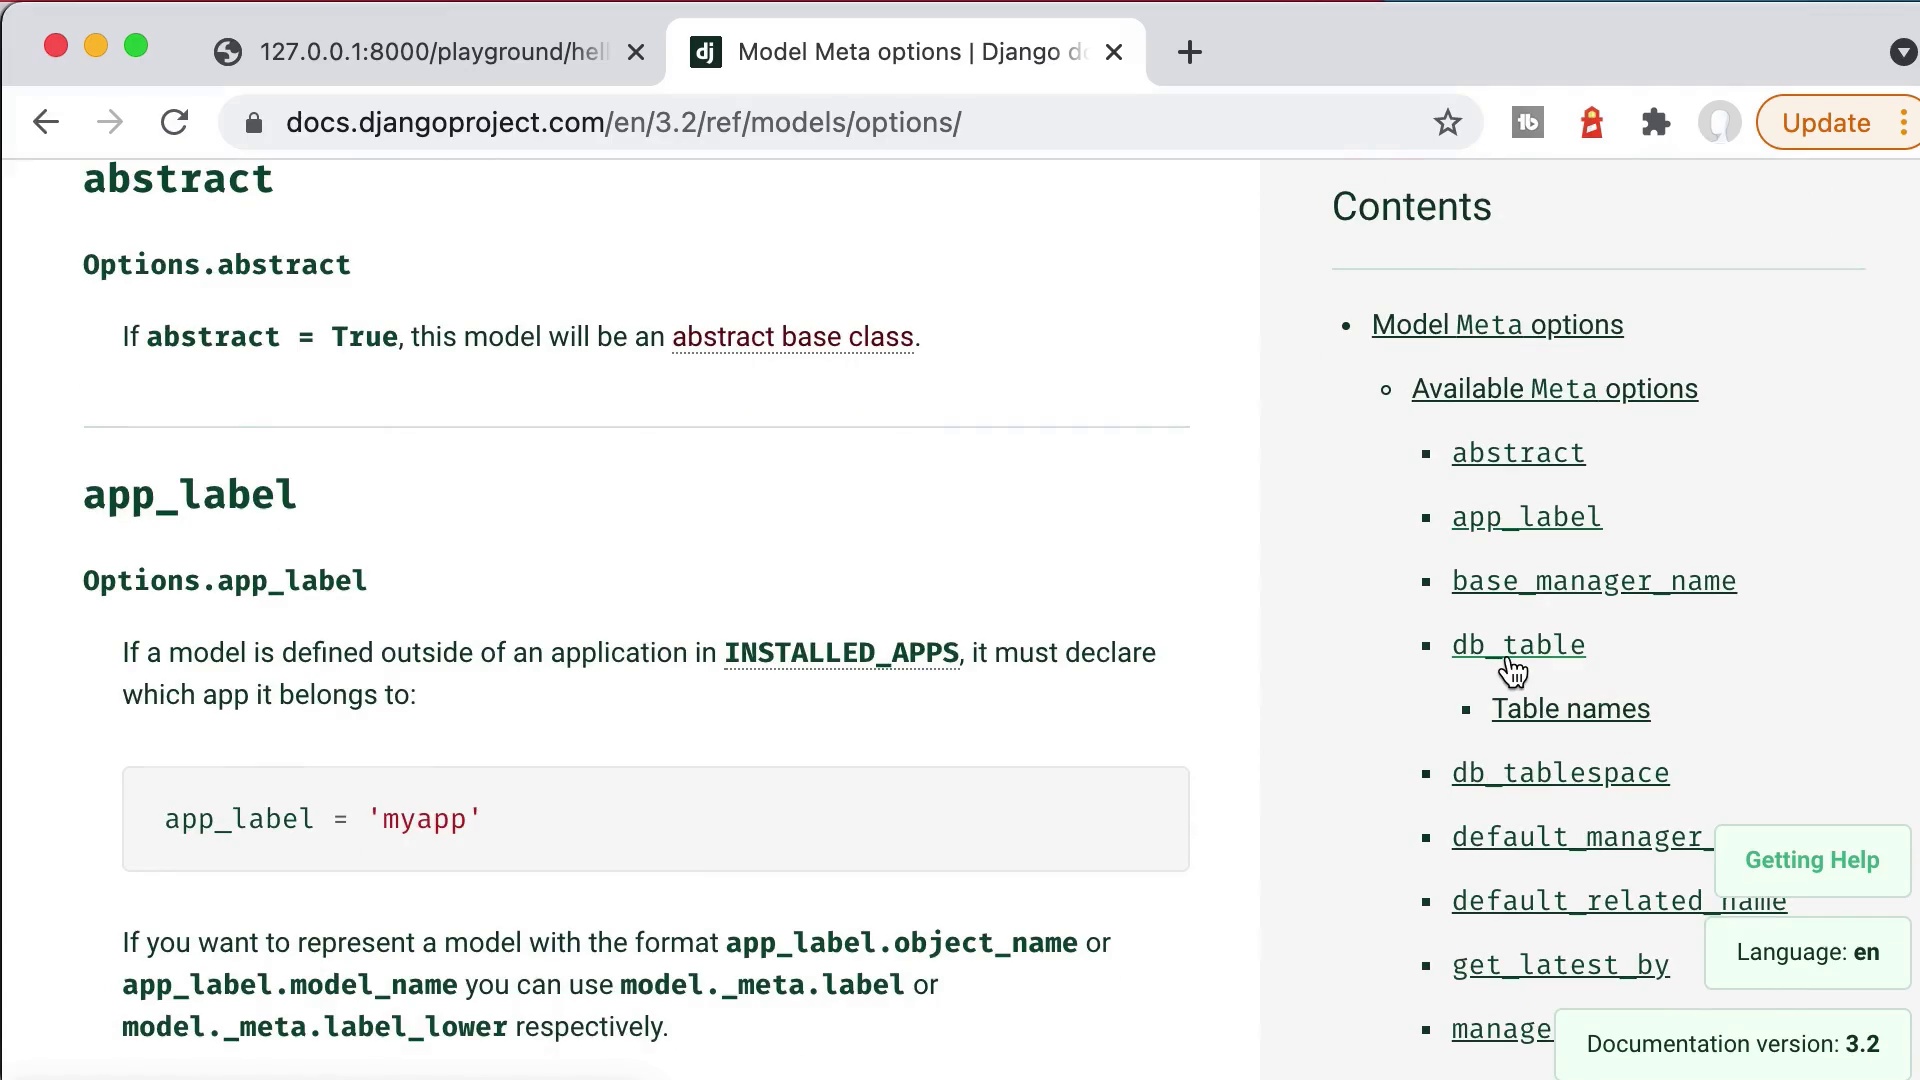 127.0.0.1:8000/playground/hell
Model Meta options | Django do
docs.djangoproject.com/en/3.2/ref/models/options/
Update
abstract
Options.abstract
If abstract = True, this model will be an abstract base class.
app_label
Options.app_label
If a model is defined outside of an application in INSTALLED_APPS, it must declare
which app it belongs to:
app_label = 'myapp'
If you want to represent a model with the format app_label.object_name or
app_label.model_name you can use model._meta.label or
model._meta.label_lower respectively.
Contents
Model Meta options
Available Meta options
abstract
app_label
base_manager_name
db_table
Table names
db_tablespace
default_manager_
default_related_name
get_latest_by
manage
Getting Help
Language: en
Documentation version: 3.2